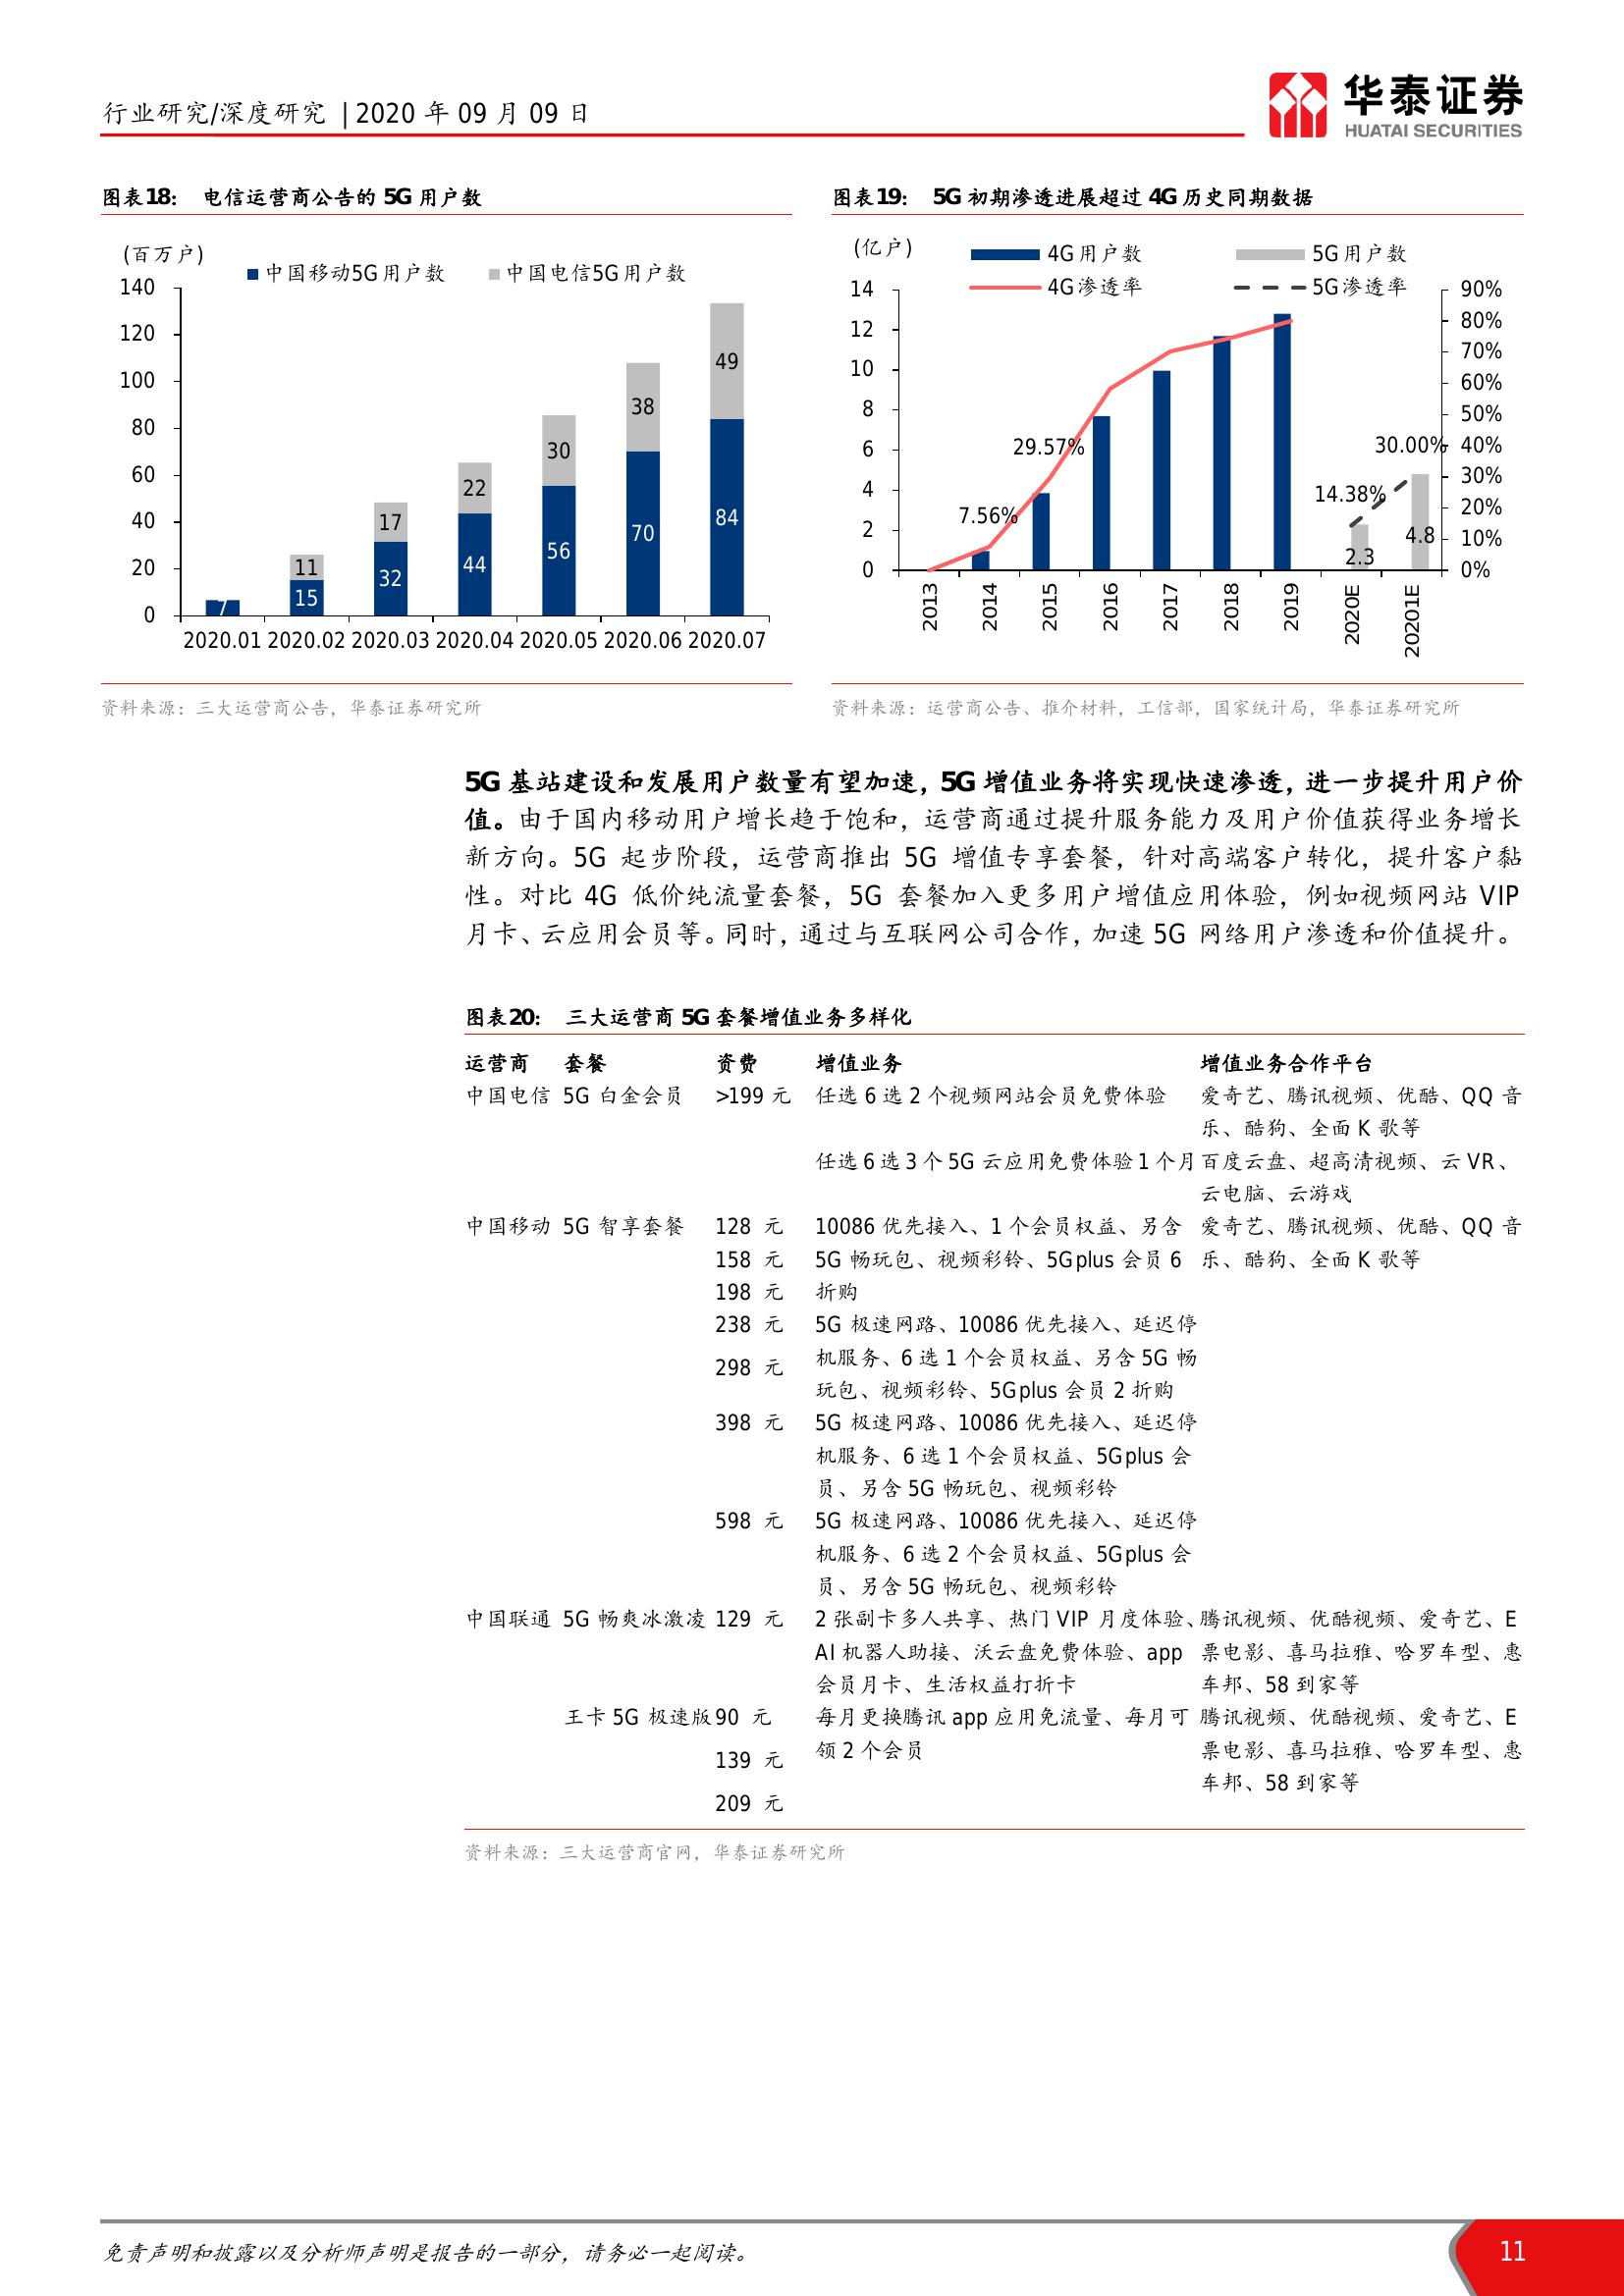 行业研究/深度研究 | 2020 年 09 月 09 日
华泰证券
HUATAI SECURITIES
图表18: 电信运营商公告的 5G 用户数
(百万户)
中国移动5G用户数 中国电信5G用户数
140
120
100
80
60
40
20
0
7
15 11
32 17
44 22
56 30
70 38
84 49
2020.01 2020.02 2020.03 2020.04 2020.05 2020.06 2020.07
资料来源:三大运营商公告,华泰证券研究所
图表19: 5G 初期渗透进展超过 4G 历史同期数据
(亿户)
4G用户数 5G用户数
4G渗透率 5G渗透率
14
12
10
8
6
4
2
0
90%
80%
70%
60%
50%
40%
30%
20%
10%
0%
7.56%
29.57%
14.38%
30.00%
2.3
4.8
2013 2014 2015 2016 2017 2018 2019 2020E 20201E
资料来源:运营商公告、推介材料,工信部,国家统计局,华泰证券研究所
5G 基站建设和发展用户数量有望加速,5G 增值业务将实现快速渗透,进一步提升用户价
值。由于国内移动用户增长趋于饱和,运营商通过提升服务能力及用户价值获得业务增长
新方向。5G 起步阶段,运营商推出 5G 增值专享套餐,针对高端客户转化,提升客户黏
性。对比 4G 低价纯流量套餐,5G 套餐加入更多用户增值应用体验,例如视频网站 VIP
月卡、云应用会员等。同时,通过与互联网公司合作,加速 5G 网络用户渗透和价值提升。
图表20: 三大运营商 5G 套餐增值业务多样化
运营商 套餐 资费 增值业务 增值业务合作平台
中国电信 5G 白金会员 >199 元 任选 6 选 2 个视频网站会员免费体验 爱奇艺、腾讯视频、优酷、QQ 音
乐、酷狗、全面 K 歌等
任选 6 选 3 个 5G 云应用免费体验 1 个月 百度云盘、超高清视频、云 VR、
云电脑、云游戏
中国移动 5G 智享套餐 128 元 10086 优先接入、1 个会员权益、另含 爱奇艺、腾讯视频、优酷、QQ 音
158 元 5G 畅玩包、视频彩铃、5Gplus 会员 6 乐、酷狗、全面 K 歌等
198 元 折购
238 元 5G 极速网路、10086 优先接入、延迟停
298 元 机服务、6 选 1 个会员权益、另含 5G 畅
玩包、视频彩铃、5Gplus 会员 2 折购
398 元 5G 极速网路、10086 优先接入、延迟停
机服务、6 选 1 个会员权益、5Gplus 会
员、另含 5G 畅玩包、视频彩铃
598 元 5G 极速网路、10086 优先接入、延迟停
机服务、6 选 2 个会员权益、5Gplus 会
员、另含 5G 畅玩包、视频彩铃
中国联通 5G 畅爽冰激凌 129 元 2 张副卡多人共享、热门 VIP 月度体验、 腾讯视频、优酷视频、爱奇艺、E
AI 机器人助接、沃云盘免费体验、app 票电影、喜马拉雅、哈罗车型、惠
会员月卡、生活权益打折卡 车邦、58 到家等
王卡 5G 极速版 90 元 每月更换腾讯 app 应用免流量、每月可 腾讯视频、优酷视频、爱奇艺、E
139 元 领 2 个会员 票电影、喜马拉雅、哈罗车型、惠
车邦、58 到家等
209 元
资料来源:三大运营商官网,华泰证券研究所
免责声明和披露以及分析师声明是报告的一部分,请务必一起阅读。
11